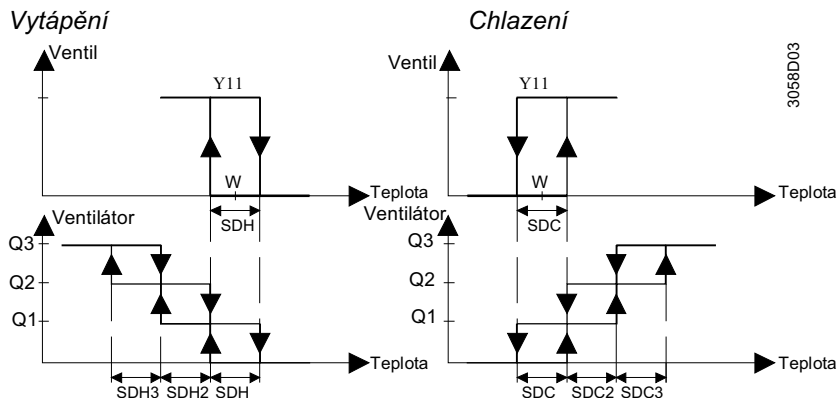 Vytápění
Chlazení
Ventil
Y11
W
Teplota
SDH
Ventil
Y11
W
Teplota
SDC
3058D03
Ventilátor
Q3
Q2
Q1
Teplota
SDH3 SDH2 SDH
Ventilátor
Q3
Q2
Q1
Teplota
SDC SDC2 SDC3